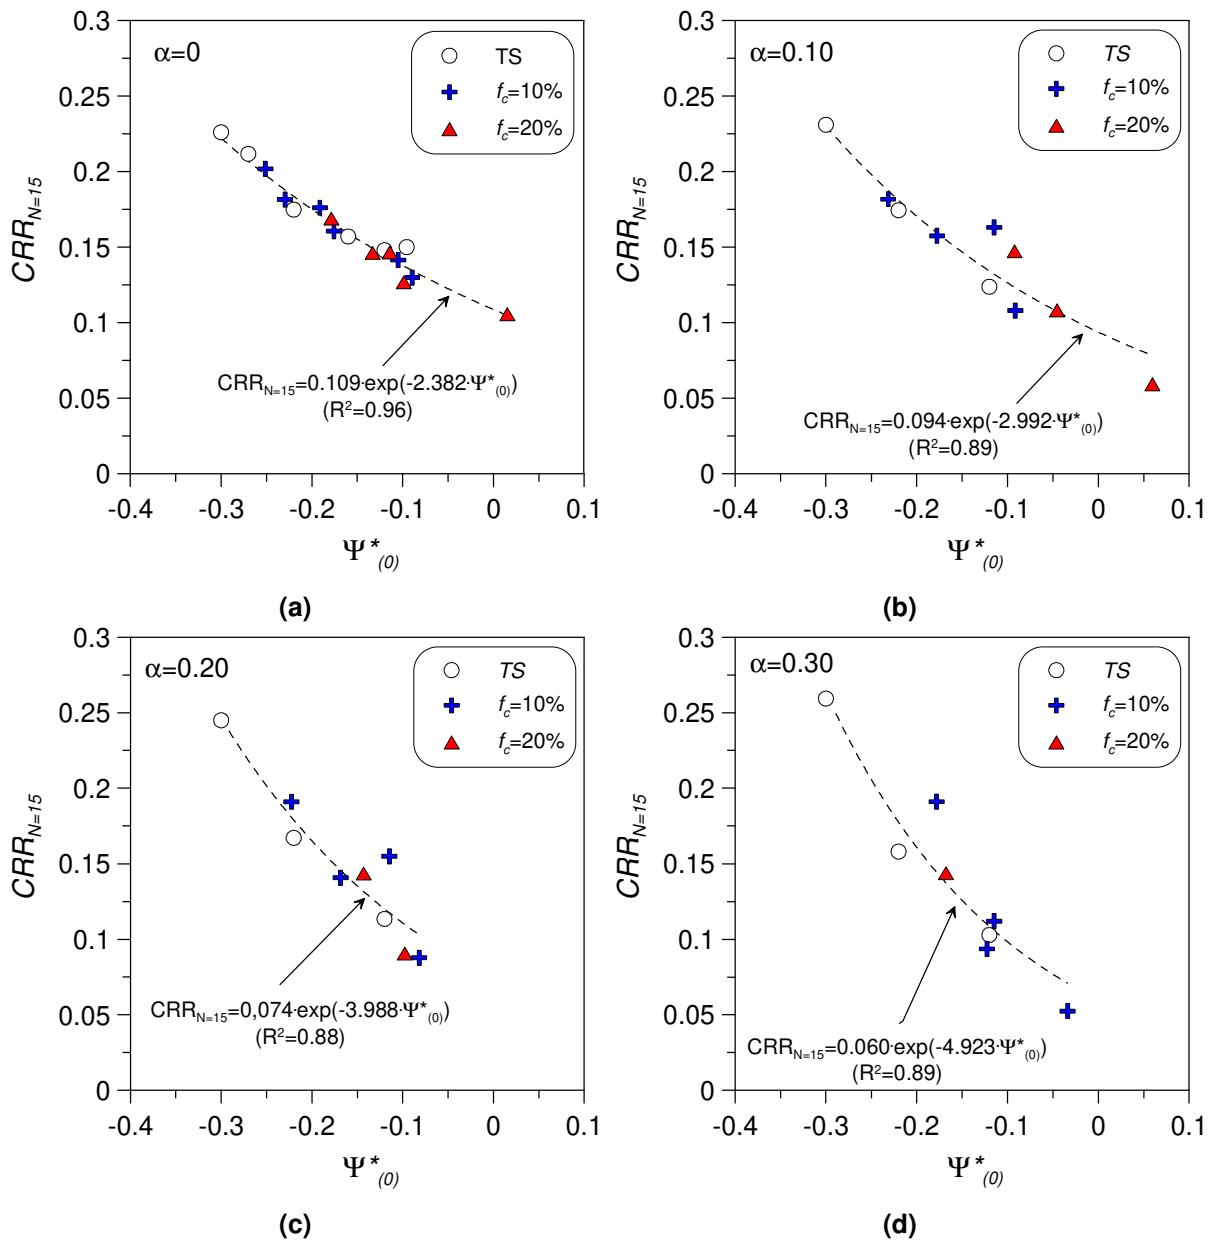 0.3
0.25
0.2
0.15
0.1
0.05
0
CRR_{N=15}
α=0
TS
f_c=10%
f_c=20%
CRR_{N=15}=0.109·exp(-2.382·Ψ*_{(0)})
(R²=0.96)
-0.4 -0.3 -0.2 -0.1 0 0.1
Ψ*_{(0)}
(a)
0.3
0.25
0.2
0.15
0.1
0.05
0
CRR_{N=15}
α=0.10
TS
f_c=10%
f_c=20%
CRR_{N=15}=0.094·exp(-2.992·Ψ*_{(0)})
(R²=0.89)
-0.4 -0.3 -0.2 -0.1 0 0.1
Ψ*_{(0)}
(b)
0.3
0.25
0.2
0.15
0.1
0.05
0
CRR_{N=15}
α=0.20
TS
f_c=10%
f_c=20%
CRR_{N=15}=0,074·exp(-3.988·Ψ*_{(0)})
(R²=0.88)
-0.4 -0.3 -0.2 -0.1 0 0.1
Ψ*_{(0)}
(c)
0.3
0.25
0.2
0.15
0.1
0.05
0
CRR_{N=15}
α=0.30
TS
f_c=10%
f_c=20%
CRR_{N=15}=0.060·exp(-4.923·Ψ*_{(0)})
(R²=0.89)
-0.4 -0.3 -0.2 -0.1 0 0.1
Ψ*_{(0)}
(d)